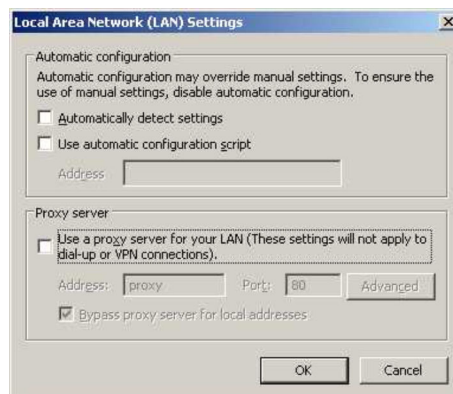 Local Area Network (LAN) Settings
Automatic configuration
Automatic configuration may override manual settings. To ensure the
use of manual settings, disable automatic configuration.
Automatically detect settings
Use automatic configuration script
Address
Proxy server
Use a proxy server for your LAN (These settings will not apply to
dial-up or VPN connections).
Address: proxy Port: 80 Advanced
Bypass proxy server for local addresses
OK Cancel